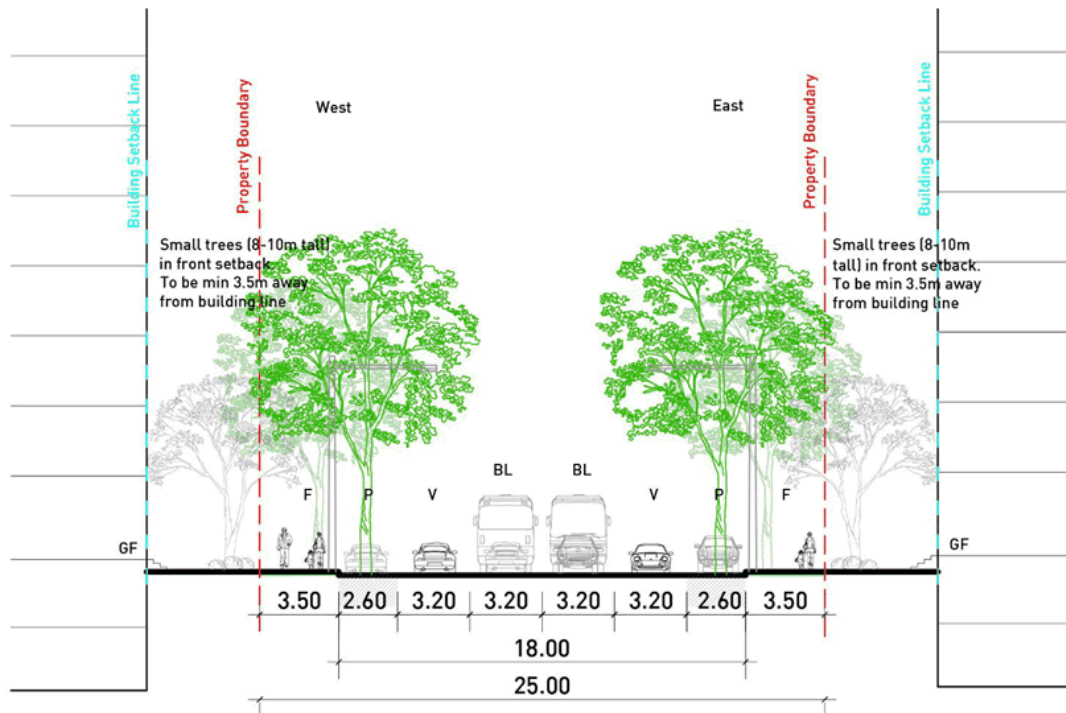 West
East
Building Setback Line
Property Boundary
Property Boundary
Building Setback Line
Small trees (8-10m tall)
in front setback.
To be min 3.5m away
from building line
Small trees (8-10m
tall) in front setback.
To be min 3.5m away
from building line
BL BL
F P V V P F
GF GF
3.50 2.60 3.20 3.20 3.20 3.20 2.60 3.50
18.00
25.00